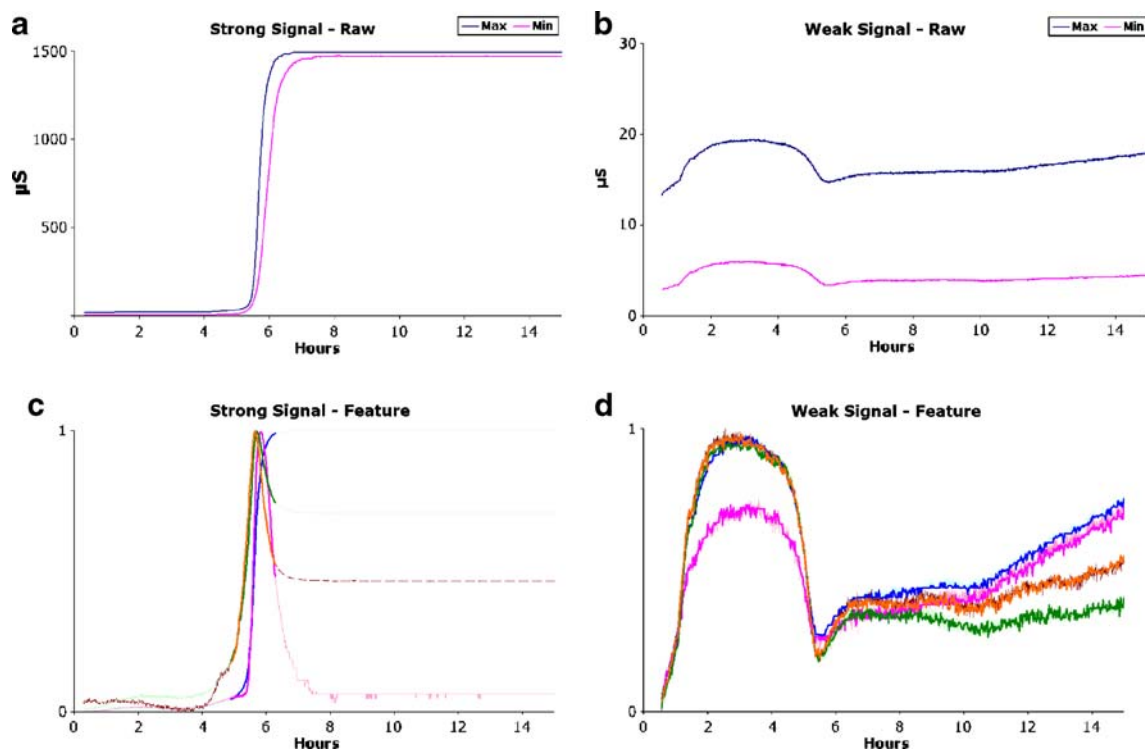 a
Strong Signal - Raw
Max Min
1500
1000
500
µS
0 2 4 6 8 10 12 14
Hours
b
Weak Signal - Raw
Max Min
30
20
10
0
µS
0 2 4 6 8 10 12 14
Hours
c
Strong Signal - Feature
1
0
0 2 4 6 8 10 12 14
Hours
d
Weak Signal - Feature
1
0
0 2 4 6 8 10 12 14
Hours